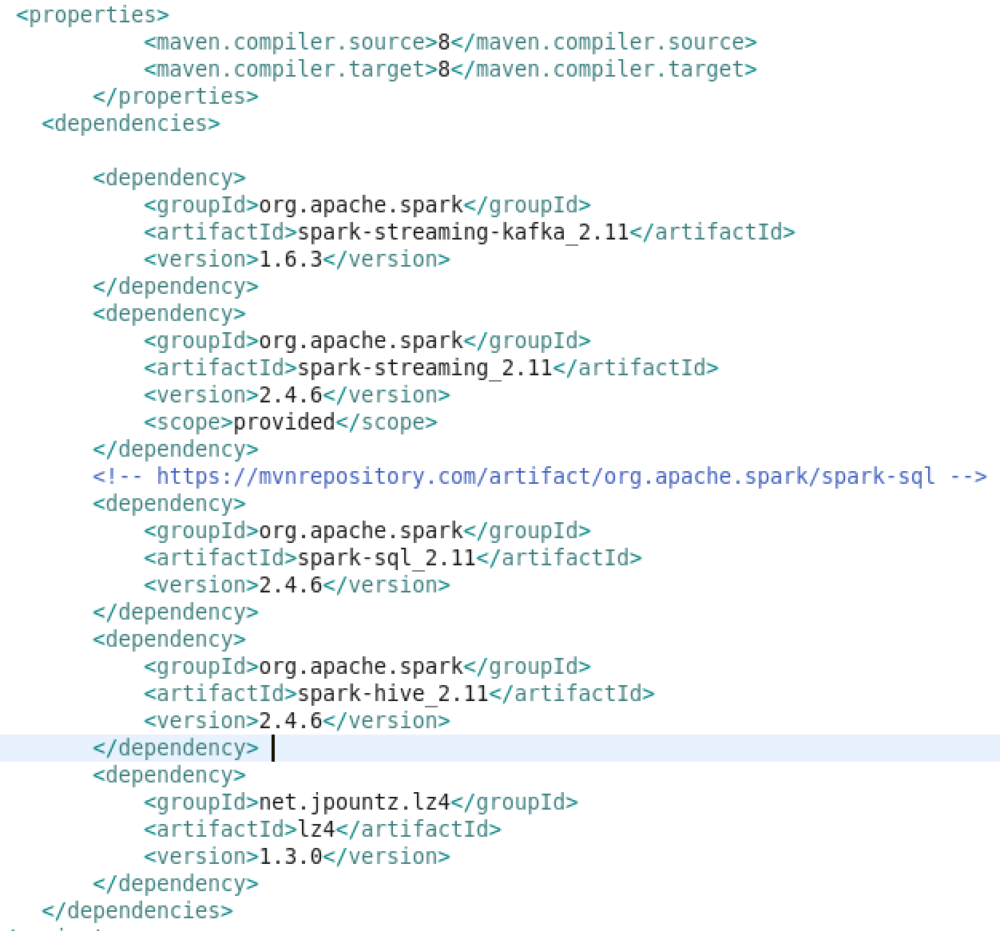 <properties>
<maven.compiler.source>8</maven.compiler.source>
<maven.compiler.target>8</maven.compiler.target>
</properties>
<dependencies>
<dependency>
<groupId>org.apache.spark</groupId>
<artifactId>spark-streaming-kafka_2.11</artifactId>
<version>1.6.3</version>
</dependency>
<dependency>
<groupId>org.apache.spark</groupId>
<artifactId>spark-streaming_2.11</artifactId>
<version>2.4.6</version>
<scope>provided</scope>
</dependency>
<!-- https://mvnrepository.com/artifact/org.apache.spark/spark-sql -->
<dependency>
<groupId>org.apache.spark</groupId>
<artifactId>spark-sql_2.11</artifactId>
<version>2.4.6</version>
</dependency>
<dependency>
<groupId>org.apache.spark</groupId>
<artifactId>spark-hive_2.11</artifactId>
<version>2.4.6</version>
</dependency>
<dependency>
<groupId>net.jpountz.lz4</groupId>
<artifactId>lz4</artifactId>
<version>1.3.0</version>
</dependency>
</dependencies>